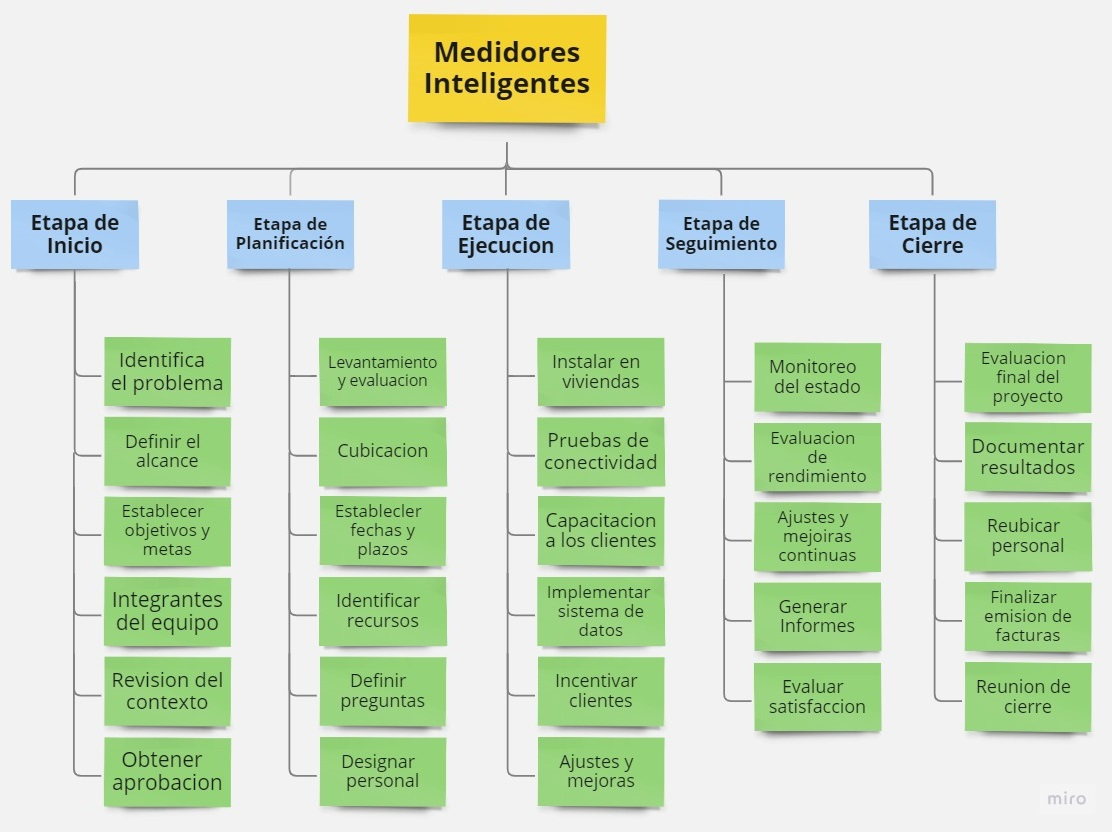 Medidores
Inteligentes
Etapa de
Inicio
Identifica
el problema
Definir el
alcance
Establecer
objetivos y
metas
Integrantes
del equipo
Revision del
contexto
Obtener
aprobacion
Etapa de
Planificación
Levantamiento
y evaluacion
Cubicacion
Establecler
fechas y
plazos
Identificar
recursos
Definir
preguntas
Designar
personal
Etapa de
Ejecucion
Instalar en
viviendas
Pruebas de
conectividad
Capacitacion
a los clientes
Implementar
sistema de
datos
Incentivar
clientes
Ajustes y
mejoras
Etapa de
Seguimiento
Monitoreo
del estado
Evaluacion
de
rendimiento
Ajustes y
mejoiras
continuas
Generar
Informes
Evaluar
satisfaccion
Etapa de
Cierre
Evaluacion
final del
proyecto
Documentar
resultados
Reubicar
personal
Finalizar
emision de
facturas
Reunion de
cierre
miro